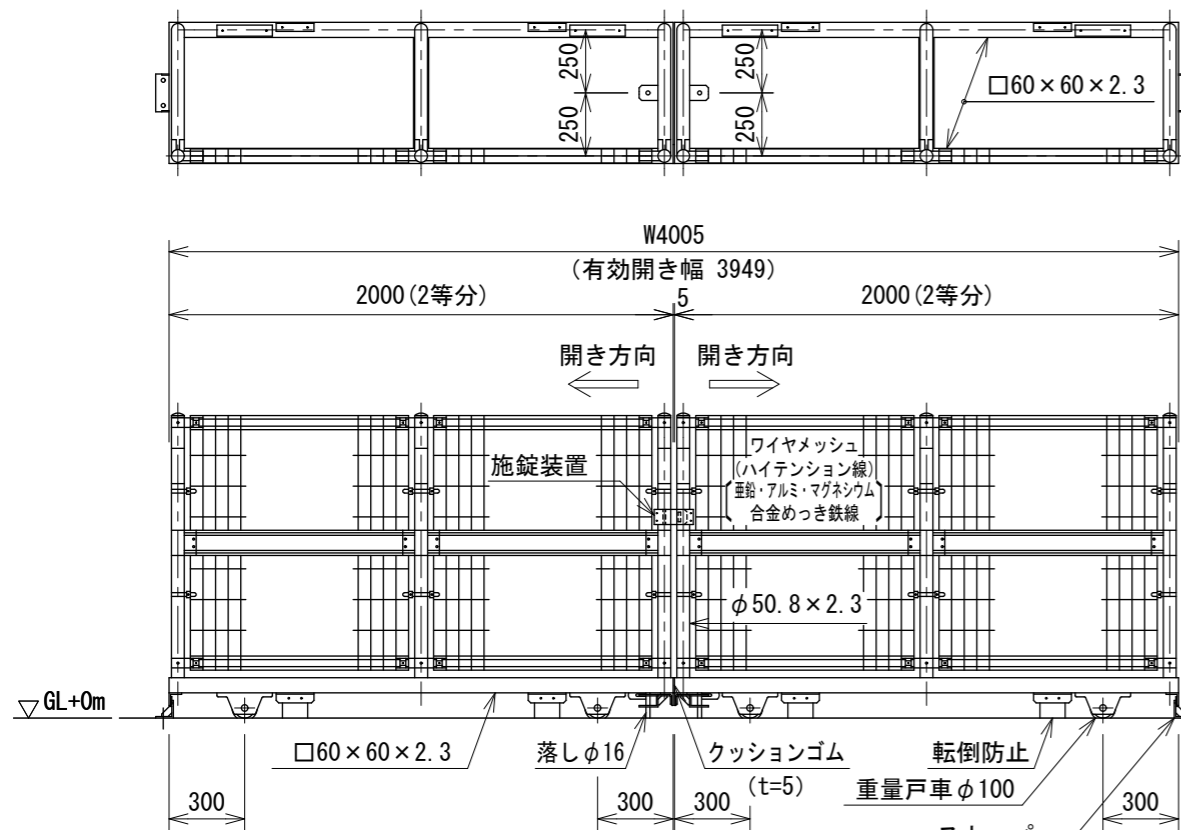 250
250
250
250
□60×60×2.3
W4005
(有効開き幅 3949)
2000(2等分)
5
2000(2等分)
開き方向
開き方向
施錠装置
ワイヤメッシュ
(ハイテンション線)
亜鉛・アルミ・マグネシウム
合金めっき鉄線
φ50.8×2.3
▽GL+0m
□60×60×2.3
落しφ16
クッションゴム
(t=5)
転倒防止
重量戸車φ100
300
300
300
300